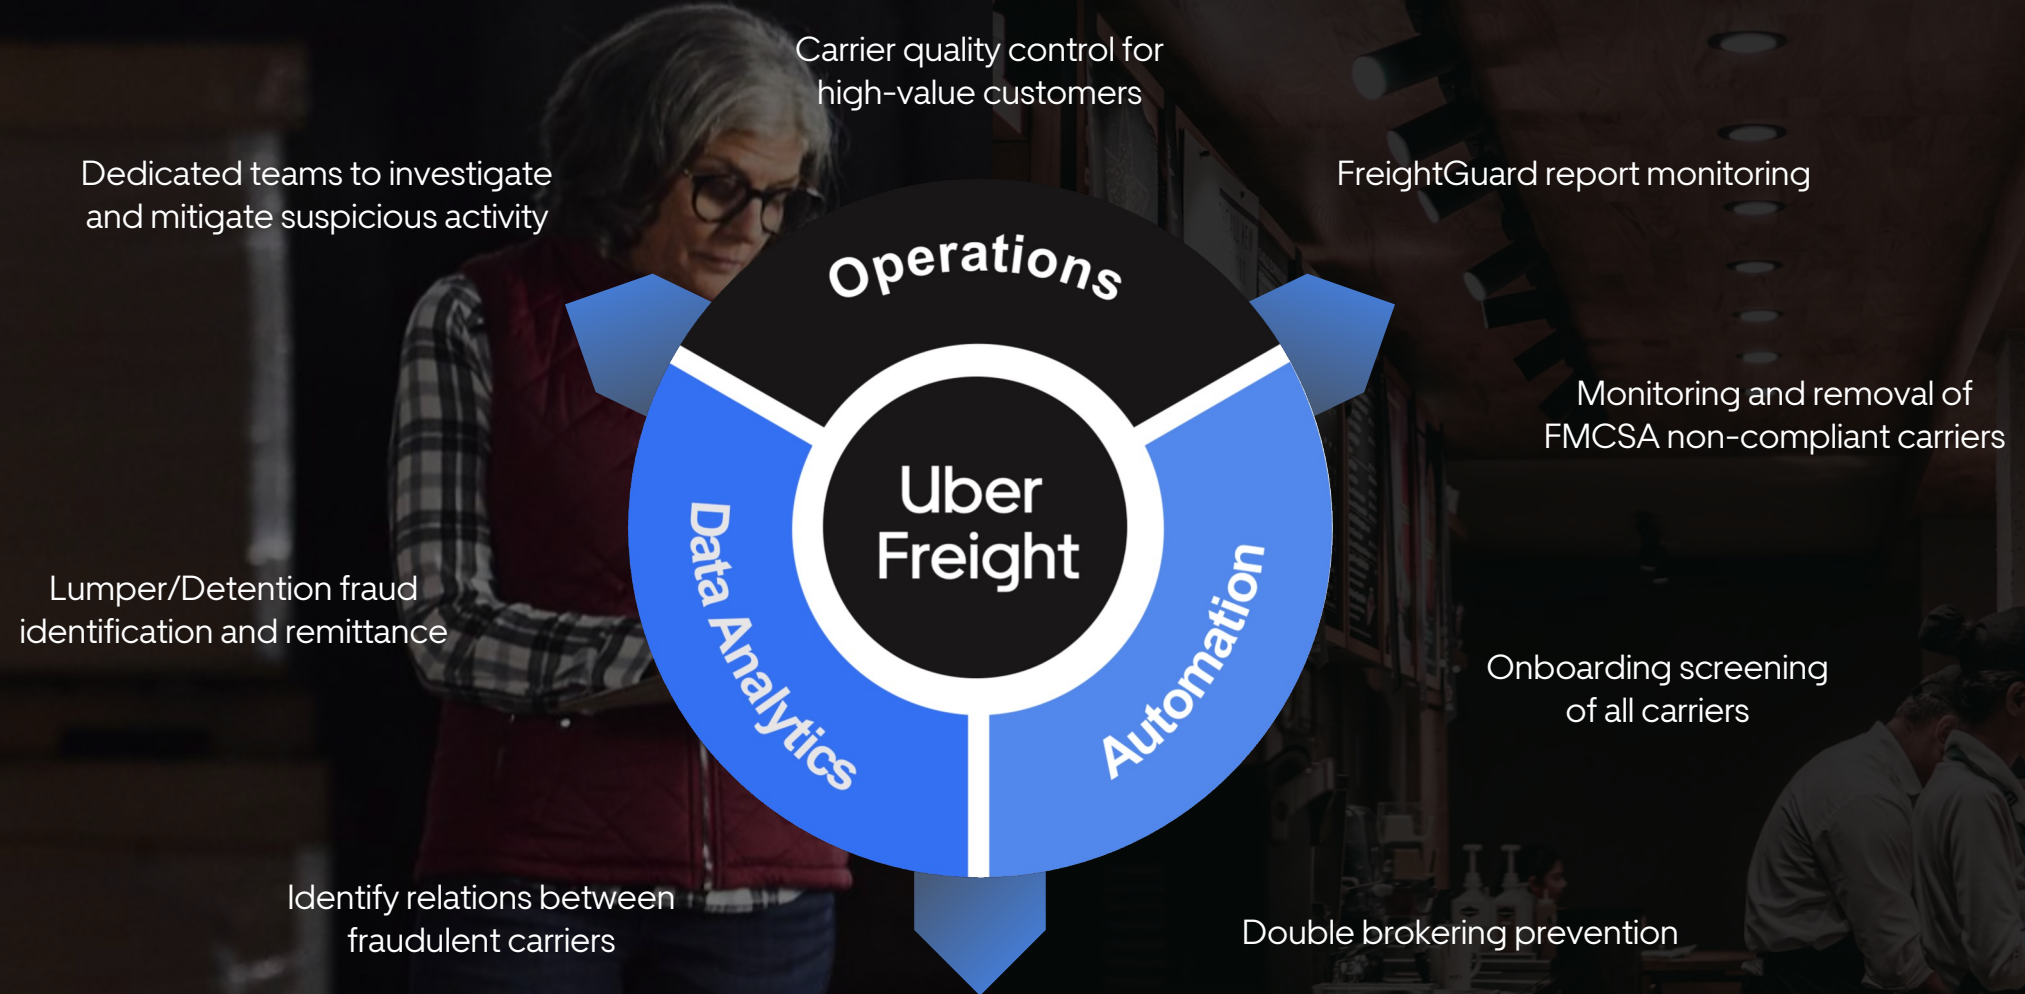 Carrier quality control for
high-value customers
Dedicated teams to investigate
and mitigate suspicious activity
FreightGuard report monitoring
Operations
Monitoring and removal of
FMCSA non-compliant carriers
Uber
Freight
Data Analytics
Automation
Lumper/Detention fraud
identification and remittance
Onboarding screening
of all carriers
Identify relations between
fraudulent carriers
Double brokering prevention